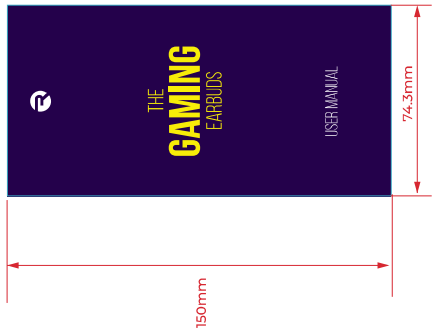 THE
GAMING
EARBUDS
USER MANUAL
74.3mm
150mm